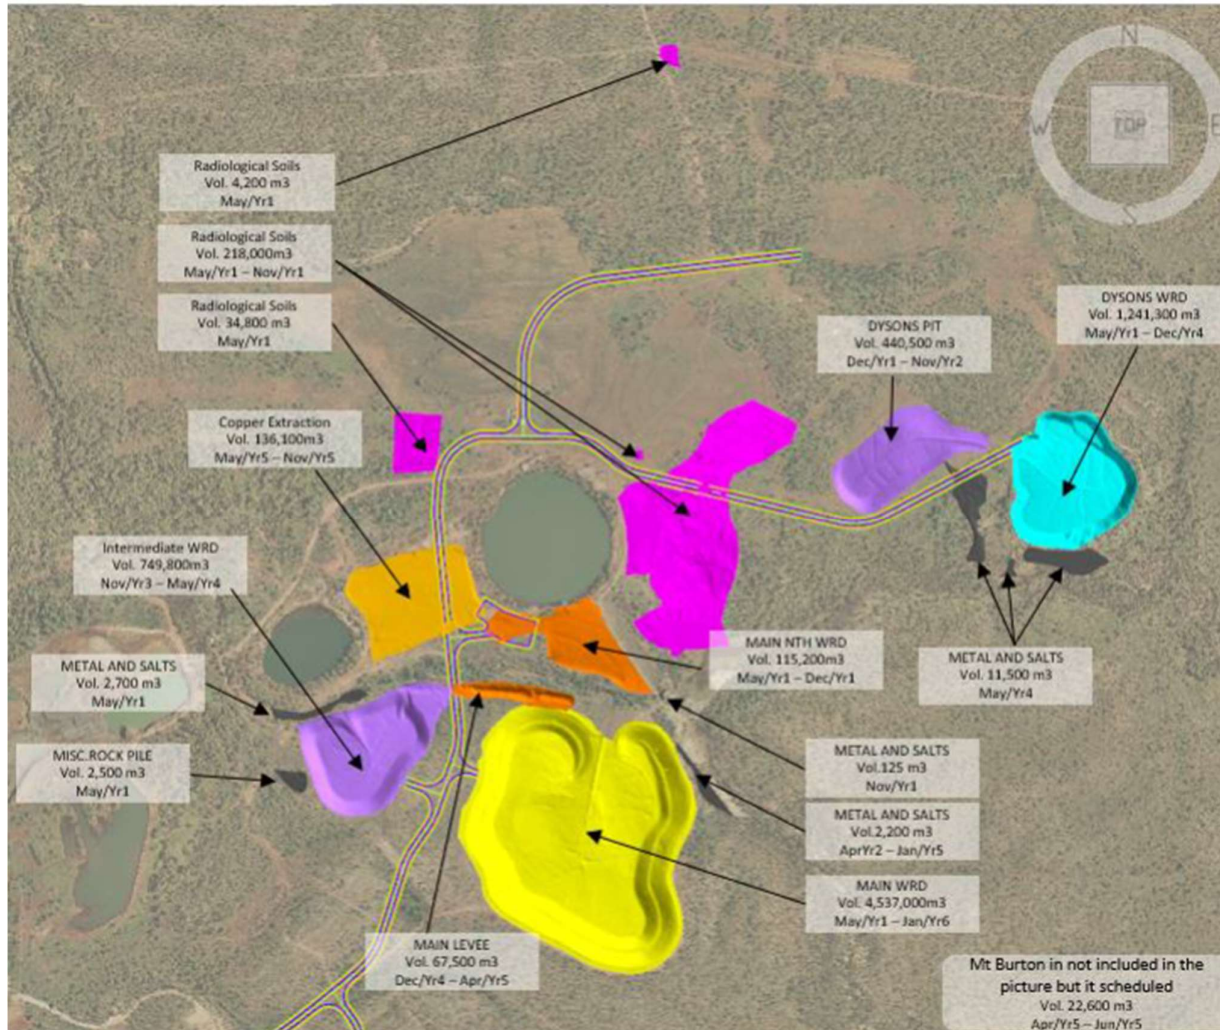 N
W
TOP
E
S
Radiological Soils
Vol. 4,200 m3
May/Yr1
Radiological Soils
Vol. 218,000m3
May/Yr1 – Nov/Yr1
Radiological Soils
Vol. 34,800 m3
May/Yr1
DYSONS WRD
Vol. 1,241,300 m3
May/Yr1 – Dec/Yr4
DYSONS PIT
Vol. 440,500 m3
Dec/Yr1 – Nov/Yr2
Copper Extraction
Vol. 136,100m3
May/Yr5 – Nov/Yr5
Intermediate WRD
Vol. 749,800m3
Nov/Yr3 – May/Yr4
METAL AND SALTS
Vol. 2,700 m3
May/Yr1
MISC.ROCK PILE
Vol. 2,500 m3
May/Yr1
MAIN NTH WRD
Vol. 115,200m3
May/Yr1 – Dec/Yr1
METAL AND SALTS
Vol. 11,500 m3
May/Yr4
METAL AND SALTS
Vol.125 m3
Nov/Yr1
METAL AND SALTS
Vol.2,200 m3
AprYr2 – Jan/Yr5
MAIN WRD
Vol. 4,537,000m3
May/Yr1 – Jan/Yr6
MAIN LEVEE
Vol. 67,500 m3
Dec/Yr4 – Apr/Yr5
Mt Burton in not included in the
picture but it scheduled
Vol. 22,600 m3
Apr/Yr5 – Jun/Yr5